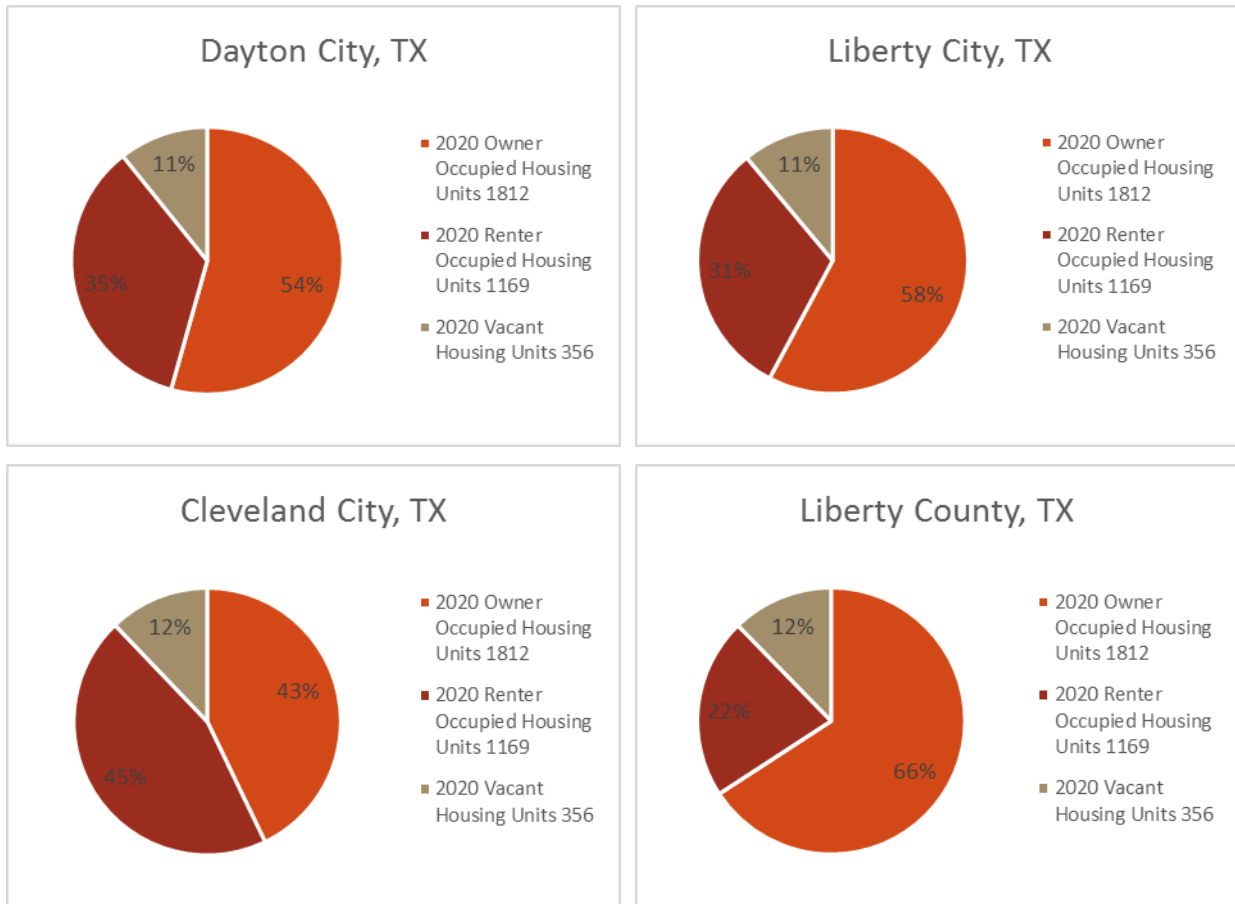 Dayton City, TX
11%
35%
54%
2020 Owner
Occupied Housing
Units 1812
2020 Renter
Occupied Housing
Units 1169
2020 Vacant
Housing Units 356
Liberty City, TX
11%
31%
58%
2020 Owner
Occupied Housing
Units 1812
2020 Renter
Occupied Housing
Units 1169
2020 Vacant
Housing Units 356
Cleveland City, TX
12%
43%
45%
2020 Owner
Occupied Housing
Units 1812
2020 Renter
Occupied Housing
Units 1169
2020 Vacant
Housing Units 356
Liberty County, TX
12%
22%
66%
2020 Owner
Occupied Housing
Units 1812
2020 Renter
Occupied Housing
Units 1169
2020 Vacant
Housing Units 356